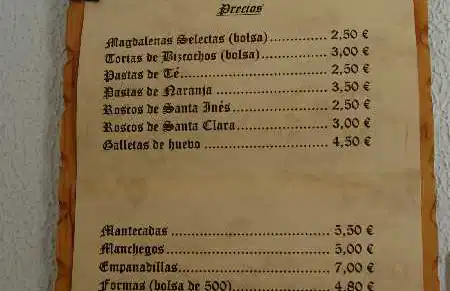 Precios
Magdalenas Selectas (bolsa).............. 2,50 €
Tortas de Bizcochos (bolsa)............. 3,00 €
Pastas de Té.................................. 2,50 €
Pastas de Naranja............................ 3,50 €
Roscos de Santa Inés....................... 2,50 €
Roscos de Santa Clara...................... 3,00 €
Galletas de huevo............................ 4,50 €
Mantecadas.................................... 5,50 €
Manchegos..................................... 5,00 €
Empanadillas.................................. 7,00 €
Formas (bolsa de 500)..................... 4,80 €